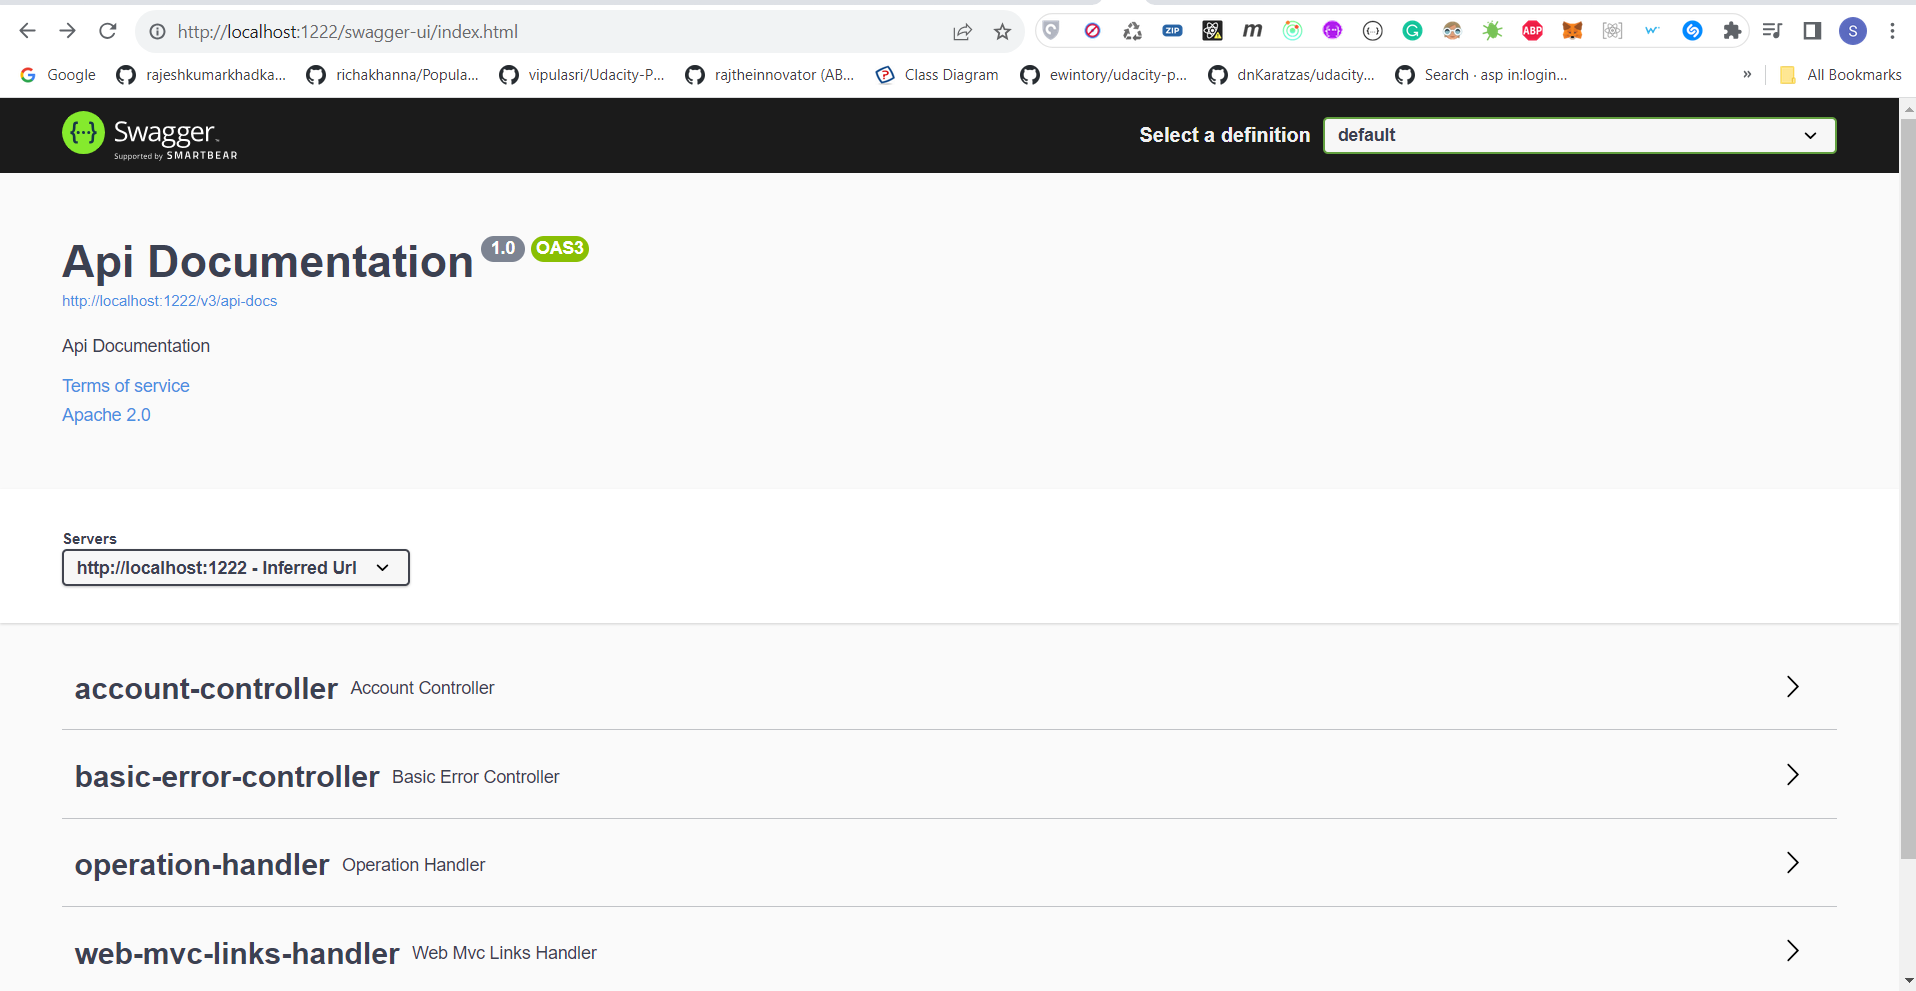 http://localhost:1222/swagger-ui/index.html
ZIP
m
G
ABP
W
S
Google
rajeshkumarkhadka...
richakhanna/Popula...
vipulasri/Udacity-P...
rajtheinnovator (AB...
Class Diagram
ewintory/udacity-p...
dnKaratzas/udacity...
Search · asp in:login...
»
All Bookmarks
{···} Swagger
Supported by SMARTBEAR
Select a definition
default
Api Documentation 1.0 OAS3
http://localhost:1222/v3/api-docs
Api Documentation
Terms of service
Apache 2.0
Servers
http://localhost:1222 - Inferred Url
account-controller Account Controller
basic-error-controller Basic Error Controller
operation-handler Operation Handler
web-mvc-links-handler Web Mvc Links Handler